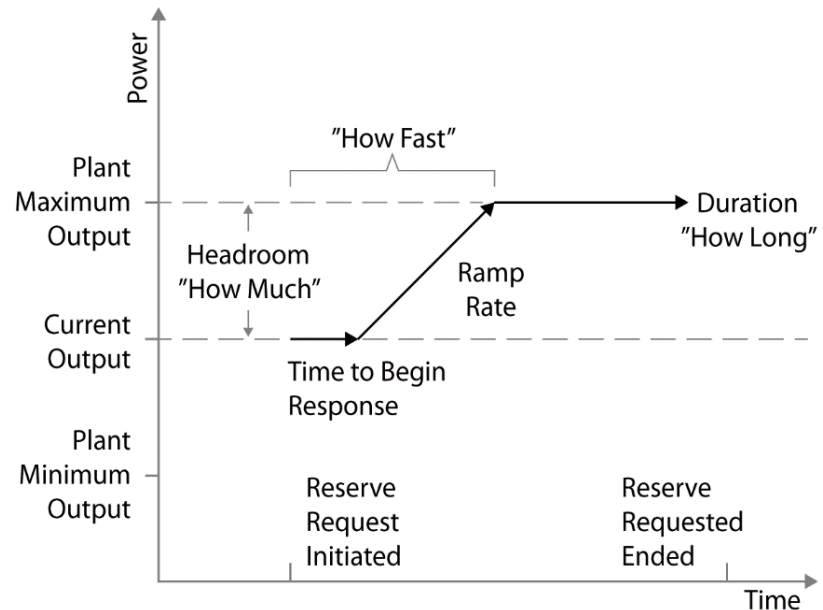 Power
"How Fast"
Plant
Maximum
Output
Duration
"How Long"
Headroom
"How Much"
Ramp
Rate
Current
Output
Time to Begin
Response
Plant
Minimum
Output
Reserve
Request
Initiated
Reserve
Requested
Ended
Time